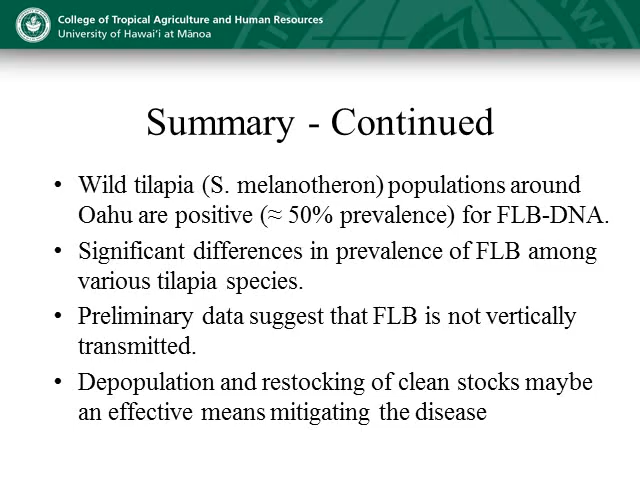 College of Tropical Agriculture and Human Resources
University of Hawai‘i at Mānoa
Summary - Continued
• Wild tilapia (S. melanotheron) populations around
Oahu are positive (≈ 50% prevalence) for FLB-DNA.
• Significant differences in prevalence of FLB among
various tilapia species.
• Preliminary data suggest that FLB is not vertically
transmitted.
• Depopulation and restocking of clean stocks maybe
an effective means mitigating the disease